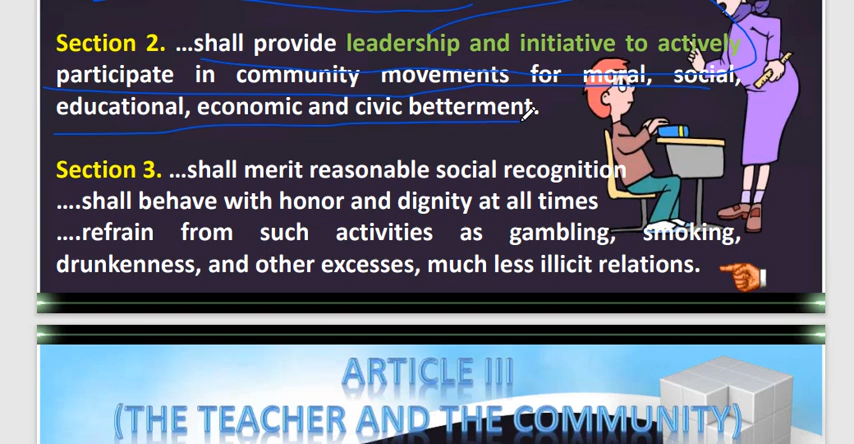 Section 2. ...shall provide leadership and initiative to actively
participate in community movements for moral, social,
educational, economic and civic betterment.
Section 3. ...shall merit reasonable social recognition
....shall behave with honor and dignity at all times
....refrain from such activities as gambling, smoking,
drunkenness, and other excesses, much less illicit relations.
ARTICLE III
(THE TEACHER AND THE COMMUNITY)